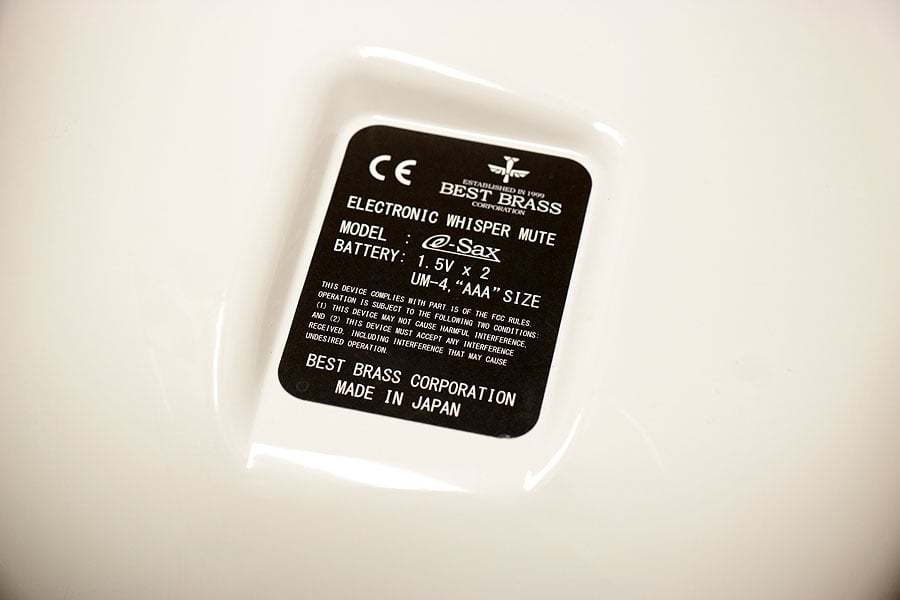 CE
ESTABLISHED IN 1999
BEST BRASS
CORPORATION
ELECTRONIC WHISPER MUTE
MODEL : e-Sax
BATTERY: 1.5V x 2
UM-4,“AAA” SIZE
THIS DEVICE COMPLIES WITH PART 15 OF THE FCC RULES.
OPERATION IS SUBJECT TO THE FOLLOWING TWO CONDITIONS:
(1) THIS DEVICE MAY NOT CAUSE HARMFUL INTERFERENCE,
AND (2) THIS DEVICE MUST ACCEPT ANY INTERFERENCE
RECEIVED, INCLUDING INTERFERENCE THAT MAY CAUSE
UNDESIRED OPERATION.
BEST BRASS CORPORATION
MADE IN JAPAN